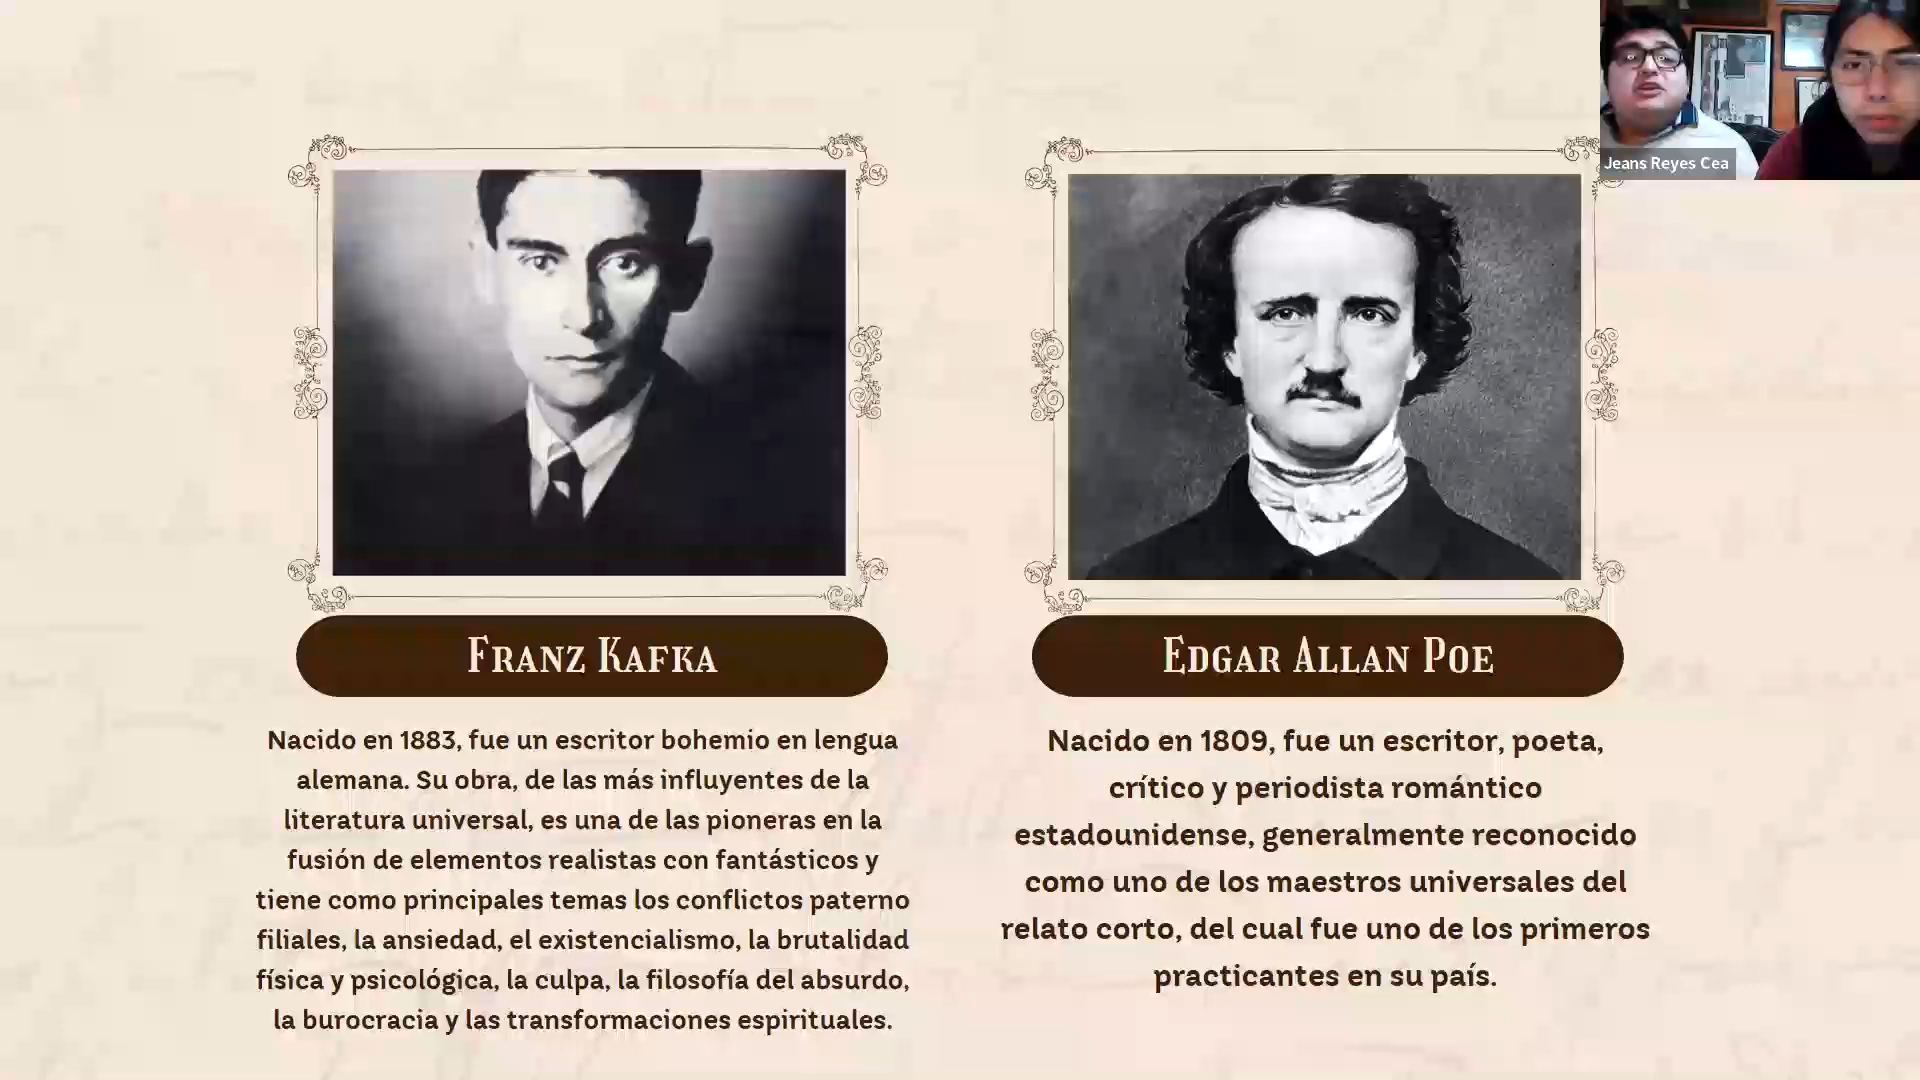 Jeans Reyes Cea
Franz Kafka
Nacido en 1883, fue un escritor bohemio en lengua
alemana. Su obra, de las más influyentes de la
literatura universal, es una de las pioneras en la
fusión de elementos realistas con fantásticos y
tiene como principales temas los conflictos paterno
filiales, la ansiedad, el existencialismo, la brutalidad
física y psicológica, la culpa, la filosofía del absurdo,
la burocracia y las transformaciones espirituales.
Edgar Allan Poe
Nacido en 1809, fue un escritor, poeta,
crítico y periodista romántico
estadounidense, generalmente reconocido
como uno de los maestros universales del
relato corto, del cual fue uno de los primeros
practicantes en su país.